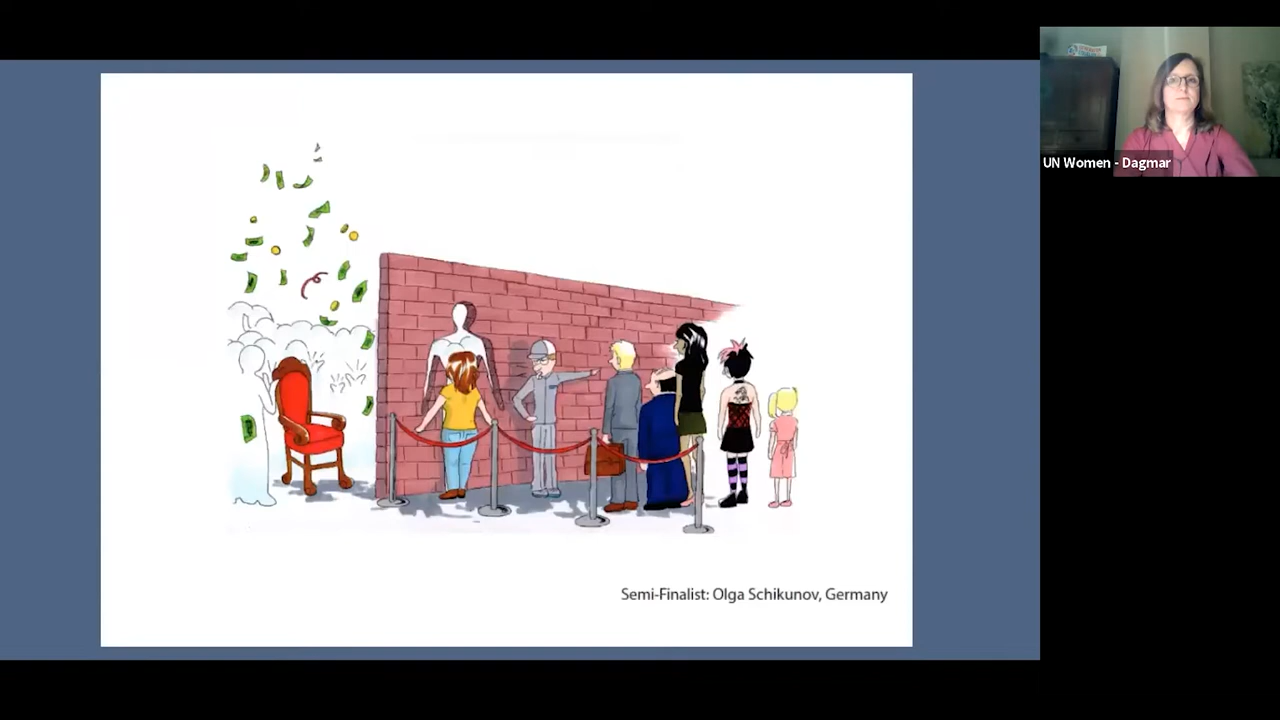 UN Women - Dagmar
Semi-Finalist: Olga Schikunov, Germany